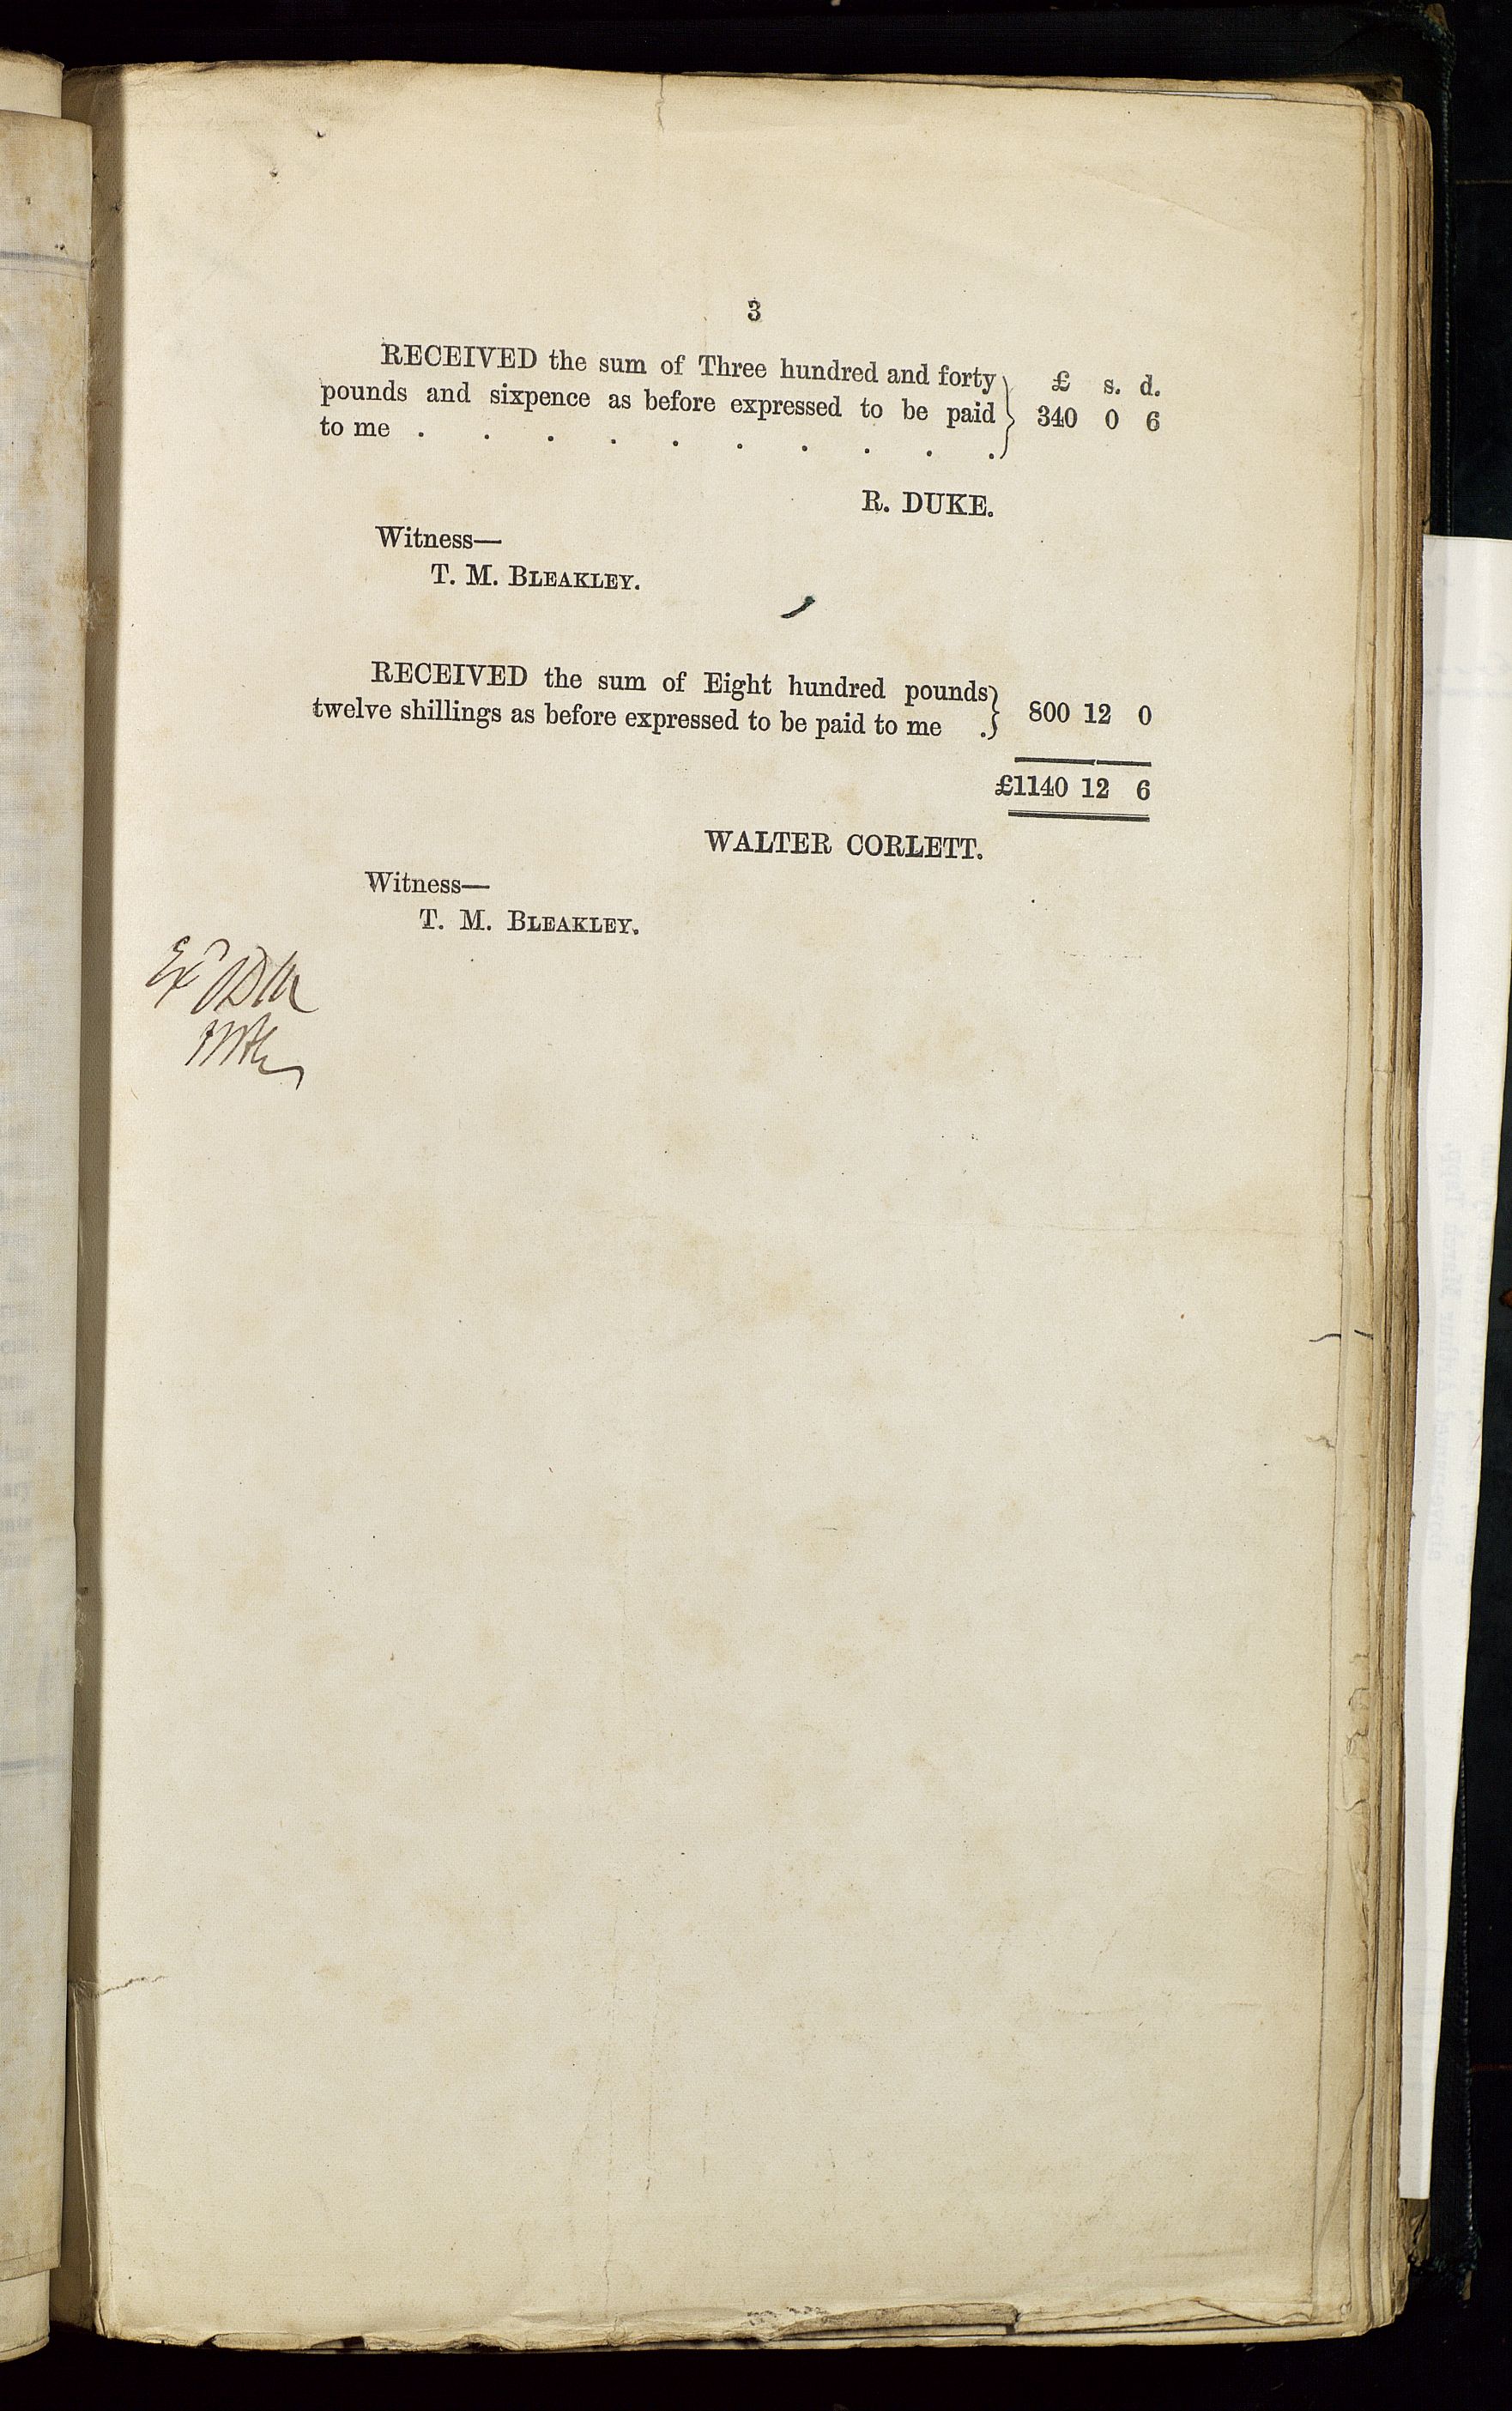 3
RECEIVED the sum of Three hundred and forty
pounds and sixpence as before expressed to be paid
to me . . . . . . . . . .
£ s. d.
340 0 6
R. DUKE.
Witness—
T. M. BLEAKLEY.
RECEIVED the sum of Eight hundred pounds
twelve shillings as before expressed to be paid to me .
800 12 0
£1140 12 6
WALTER CORLETT.
Witness—
T. M. BLEAKLEY.